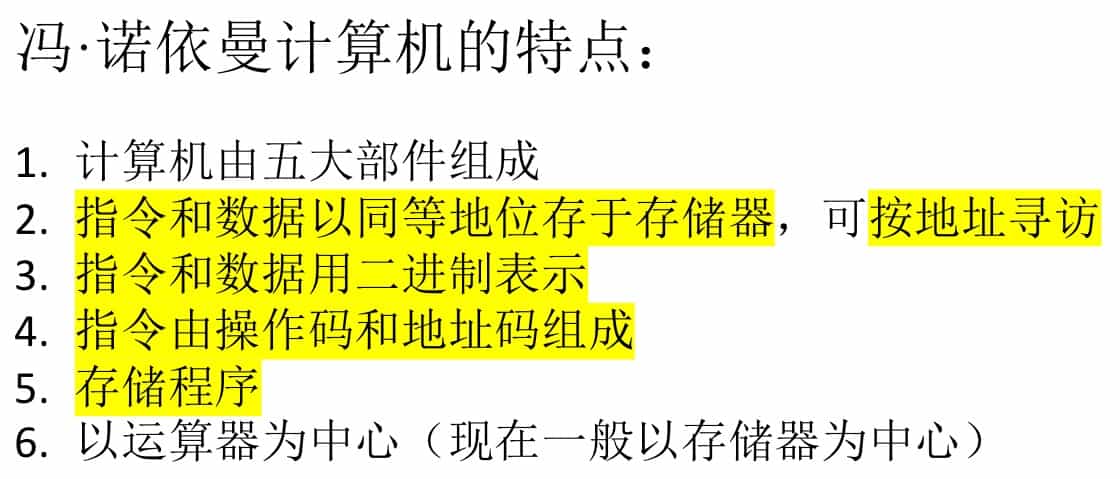 冯·诺依曼计算机的特点：
1. 计算机由五大部件组成
2. 指令和数据以同等地位存于存储器，可按地址寻访
3. 指令和数据用二进制表示
4. 指令由操作码和地址码组成
5. 存储程序
6. 以运算器为中心（现在一般以存储器为中心）